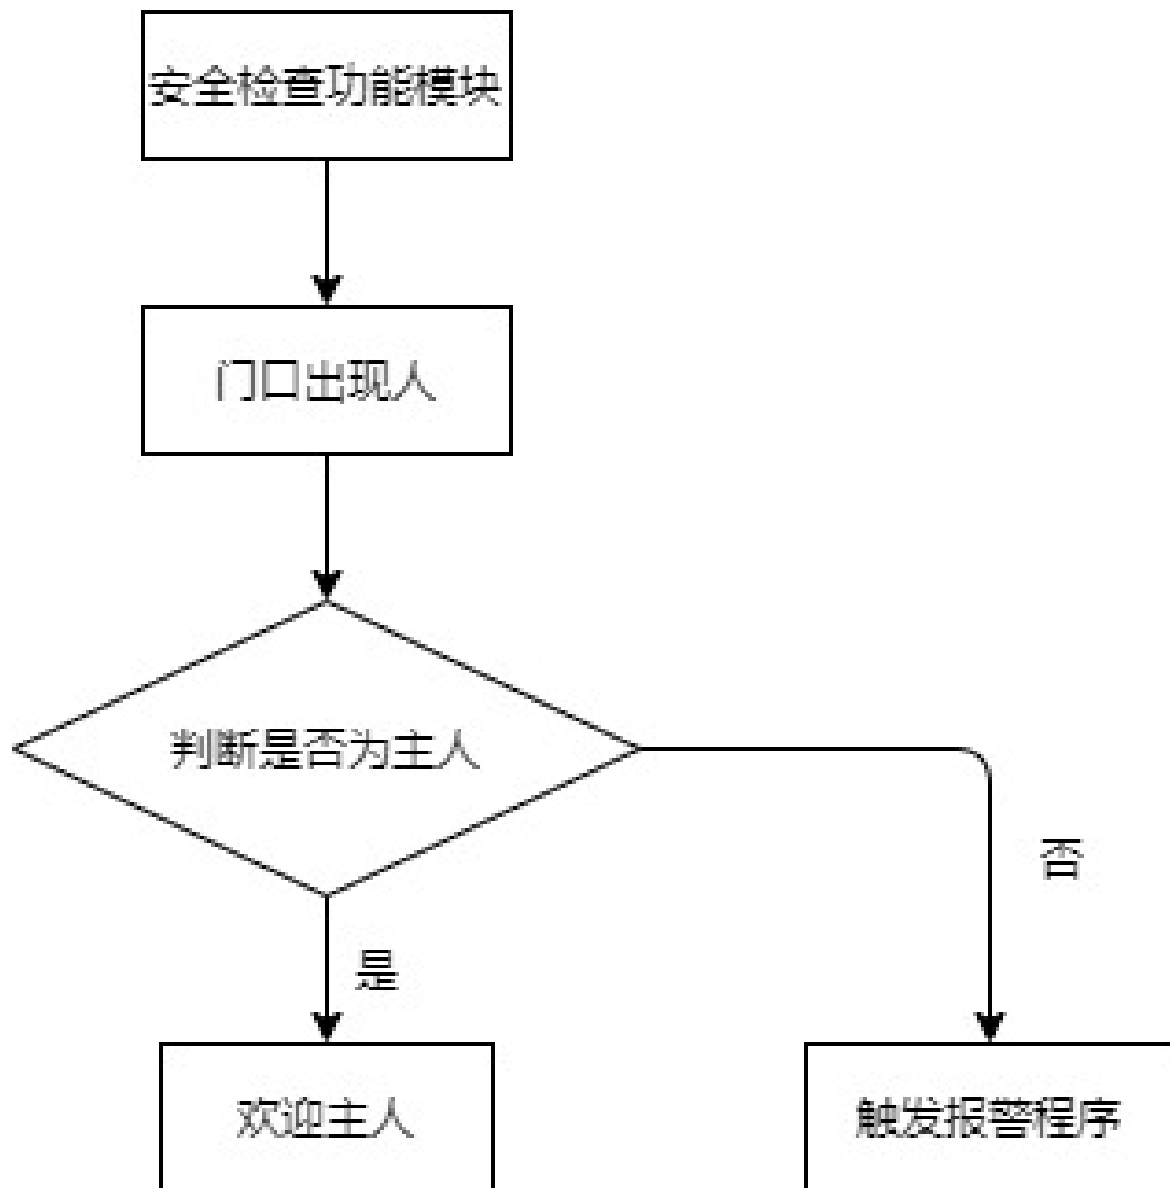 安全检查功能模块
门口出现人
判断是否为主人
否
是
欢迎主人
触发报警程序